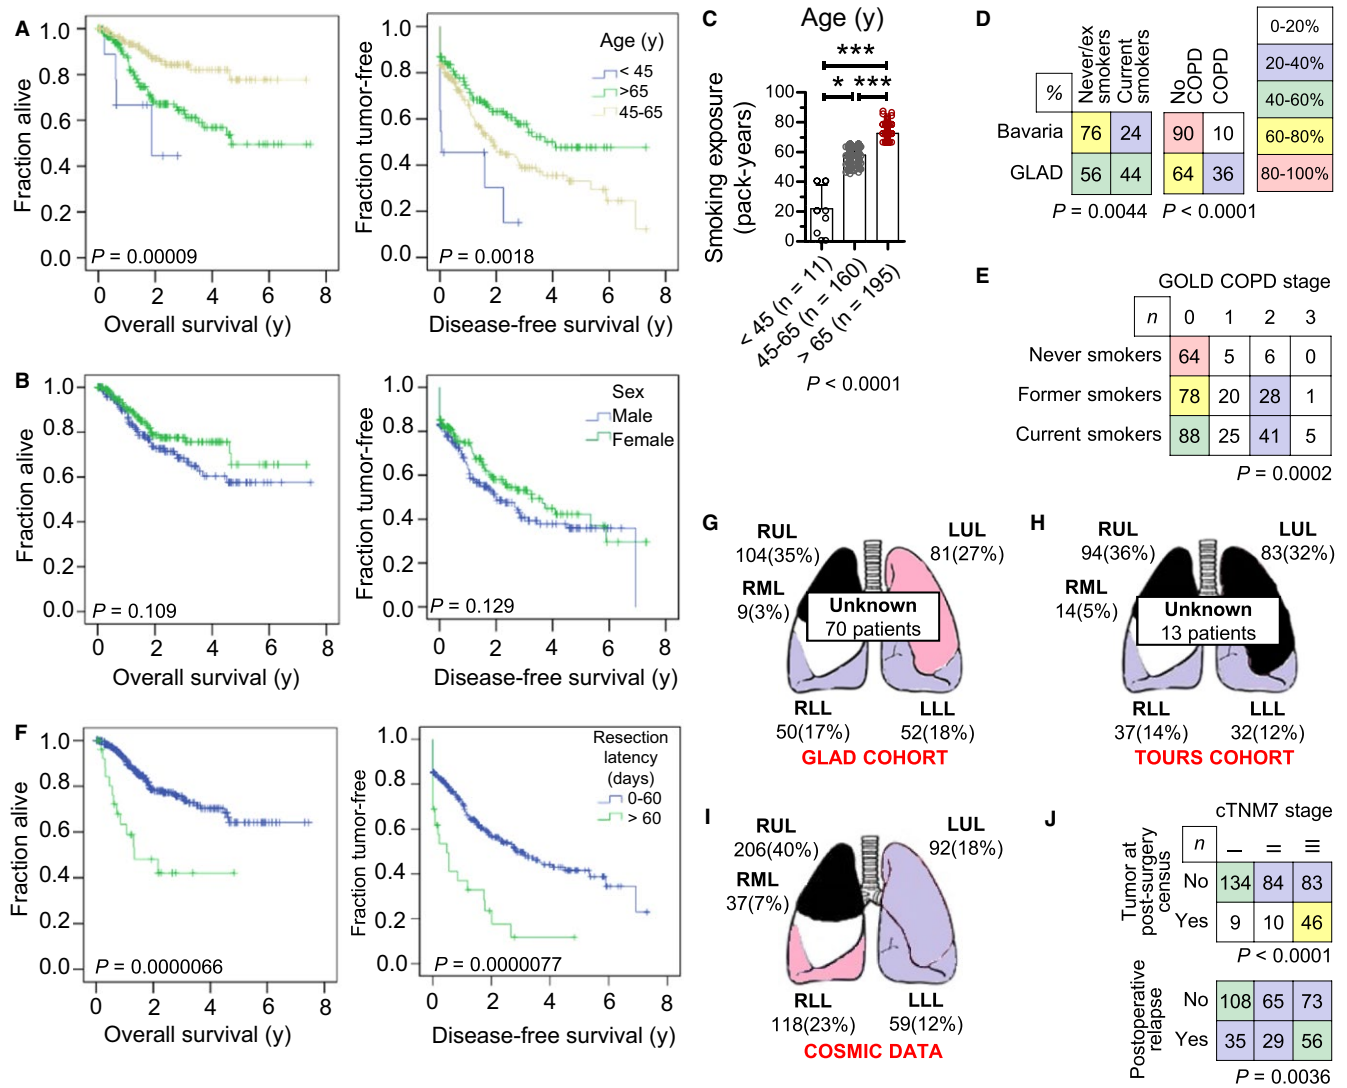 A
1.0
0.8
0.6
0.4
0.2
0.0
Fraction alive
P = 0.00009
0 2 4 6 8
Overall survival (y)
1.0
0.8
0.6
0.4
0.2
0.0
Fraction tumor-free
Age (y)
< 45
>65
45-65
P = 0.0018
0 2 4 6 8
Disease-free survival (y)
B
1.0
0.8
0.6
0.4
0.2
0.0
Fraction alive
P = 0.109
0 2 4 6 8
Overall survival (y)
1.0
0.8
0.6
0.4
0.2
0.0
Fraction tumor-free
Sex
Male
Female
P = 0.129
0 2 4 6 8
Disease-free survival (y)
C
Age (y)
***
* ***
100
80
60
40
20
0
Smoking exposure
(pack-years)
< 45 (n = 11)
45-65 (n = 160)
> 65 (n = 195)
P < 0.0001
D
%
Never/ex
smokers
Current
smokers
No
COPD
COPD
Bavaria 76 24 90 10
GLAD 56 44 64 36
P = 0.0044 P < 0.0001
0-20%
20-40%
40-60%
60-80%
80-100%
E
GOLD COPD stage
n 0 1 2 3
Never smokers 64 5 6 0
Former smokers 78 20 28 1
Current smokers 88 25 41 5
P = 0.0002
F
1.0
0.8
0.6
0.4
0.2
0.0
Fraction alive
P = 0.0000066
0 2 4 6 8
Overall survival (y)
1.0
0.8
0.6
0.4
0.2
0.0
Fraction tumor-free
Resection
latency
(days)
0-60
> 60
P = 0.0000077
0 2 4 6 8
Disease-free survival (y)
G
RUL
104(35%)
LUL
81(27%)
RML
9(3%)
Unknown
70 patients
RLL
50(17%)
LLL
52(18%)
GLAD COHORT
H
RUL
94(36%)
LUL
83(32%)
RML
14(5%)
Unknown
13 patients
RLL
37(14%)
LLL
32(12%)
TOURS COHORT
I
RUL
206(40%)
LUL
92(18%)
RML
37(7%)
RLL
118(23%)
LLL
59(12%)
COSMIC DATA
J
cTNM7 stage
n I II III
Tumor at
post-surgery
census
No 134 84 83
Yes 9 10 46
P < 0.0001
Postoperative
relapse
No 108 65 73
Yes 35 29 56
P = 0.0036